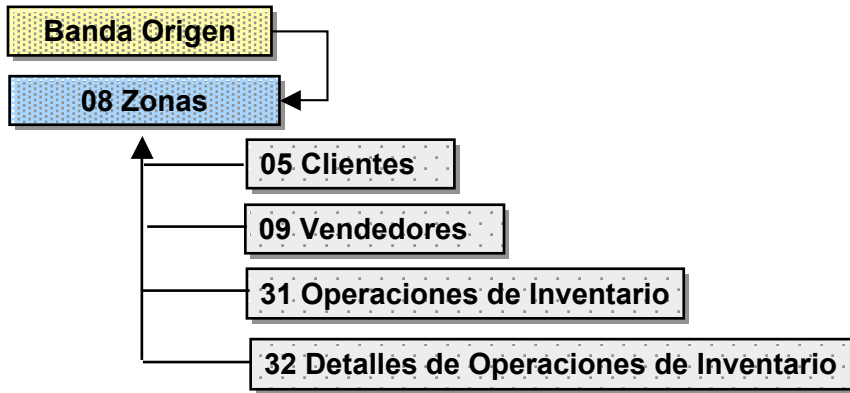 Banda Origen
08 Zonas
05 Clientes
09 Vendedores
31 Operaciones de Inventario
32 Detalles de Operaciones de Inventario